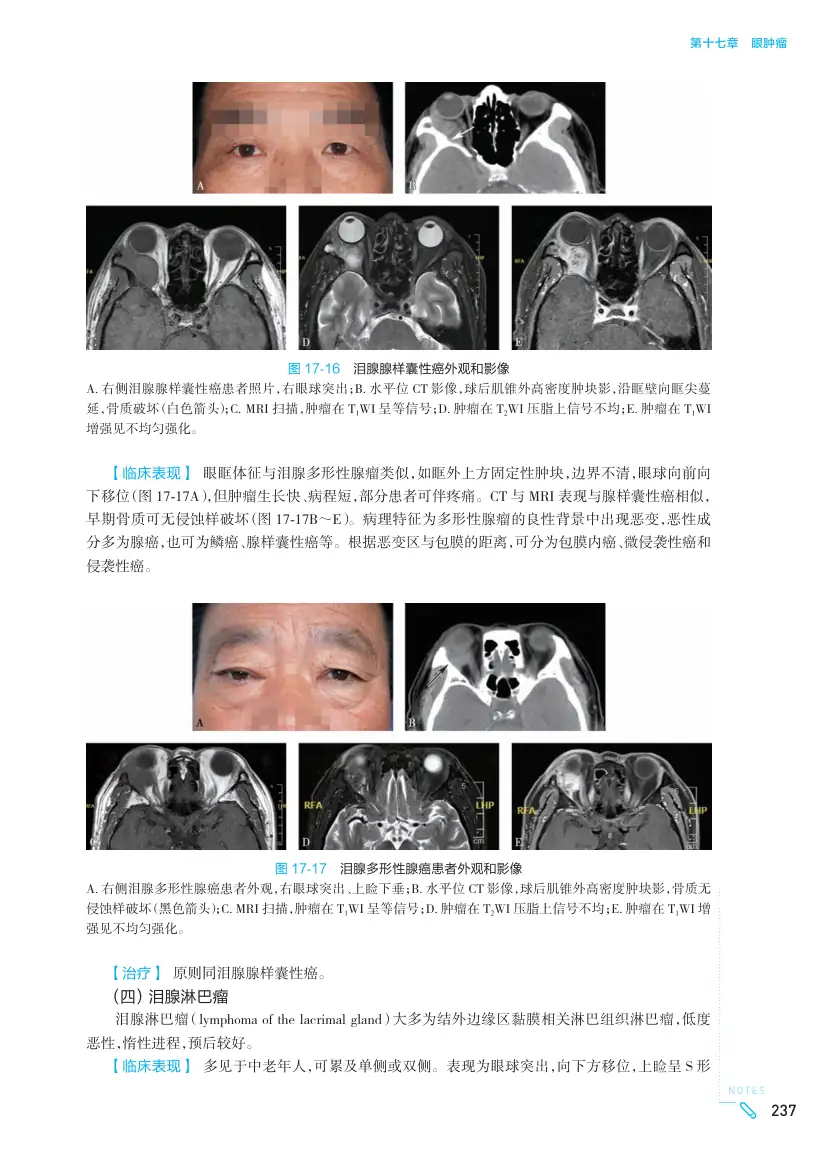 第十七章 眼肿瘤
A
B
C
D
E
图 17-16 泪腺腺样囊性癌外观和影像
A. 右侧泪腺腺样囊性癌患者照片,右眼球突出;B. 水平位 CT 影像,球后肌锥外高密度肿块影,沿眶壁向眶尖蔓
延,骨质破坏(白色箭头);C. MRI 扫描,肿瘤在 T₁WI 呈等信号;D. 肿瘤在 T₂WI 压脂上信号不均;E. 肿瘤在 T₁WI
增强见不均匀强化。
【临床表现】 眼眶体征与泪腺多形性腺瘤类似,如眶外上方固定性肿块,边界不清,眼球向前向
下移位(图 17-17A),但肿瘤生长快、病程短,部分患者可伴疼痛。CT 与 MRI 表现与腺样囊性癌相似,
早期骨质可无侵蚀样破坏(图 17-17B～E)。病理特征为多形性腺瘤的良性背景中出现恶变,恶性成
分多为腺癌,也可为鳞癌、腺样囊性癌等。根据恶变区与包膜的距离,可分为包膜内癌、微侵袭性癌和
侵袭性癌。
A
B
C
RFA
LHP
D
RFA
LHP
E
图 17-17 泪腺多形性腺癌患者外观和影像
A. 右侧泪腺多形性腺癌患者外观,右眼球突出、上睑下垂;B. 水平位 CT 影像,球后肌锥外高密度肿块影,骨质无
侵蚀样破坏(黑色箭头);C. MRI 扫描,肿瘤在 T₁WI 呈等信号;D. 肿瘤在 T₂WI 压脂上信号不均;E. 肿瘤在 T₁WI 增
强见不均匀强化。
【治疗】 原则同泪腺腺样囊性癌。
(四) 泪腺淋巴瘤
泪腺淋巴瘤(lymphoma of the lacrimal gland)大多为结外边缘区黏膜相关淋巴组织淋巴瘤,低度
恶性,惰性进程,预后较好。
【临床表现】 多见于中老年人,可累及单侧或双侧。表现为眼球突出,向下方移位,上睑呈 S 形
NOTES
237